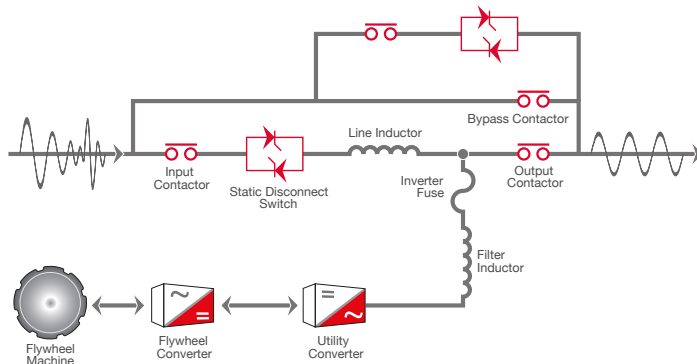 Bypass Contactor
Line Inductor
Input
Contactor
Static Disconnect
Switch
Inverter
Fuse
Output
Contactor
Filter
Inductor
Flywheel
Machine
Flywheel
Converter
Utility
Converter